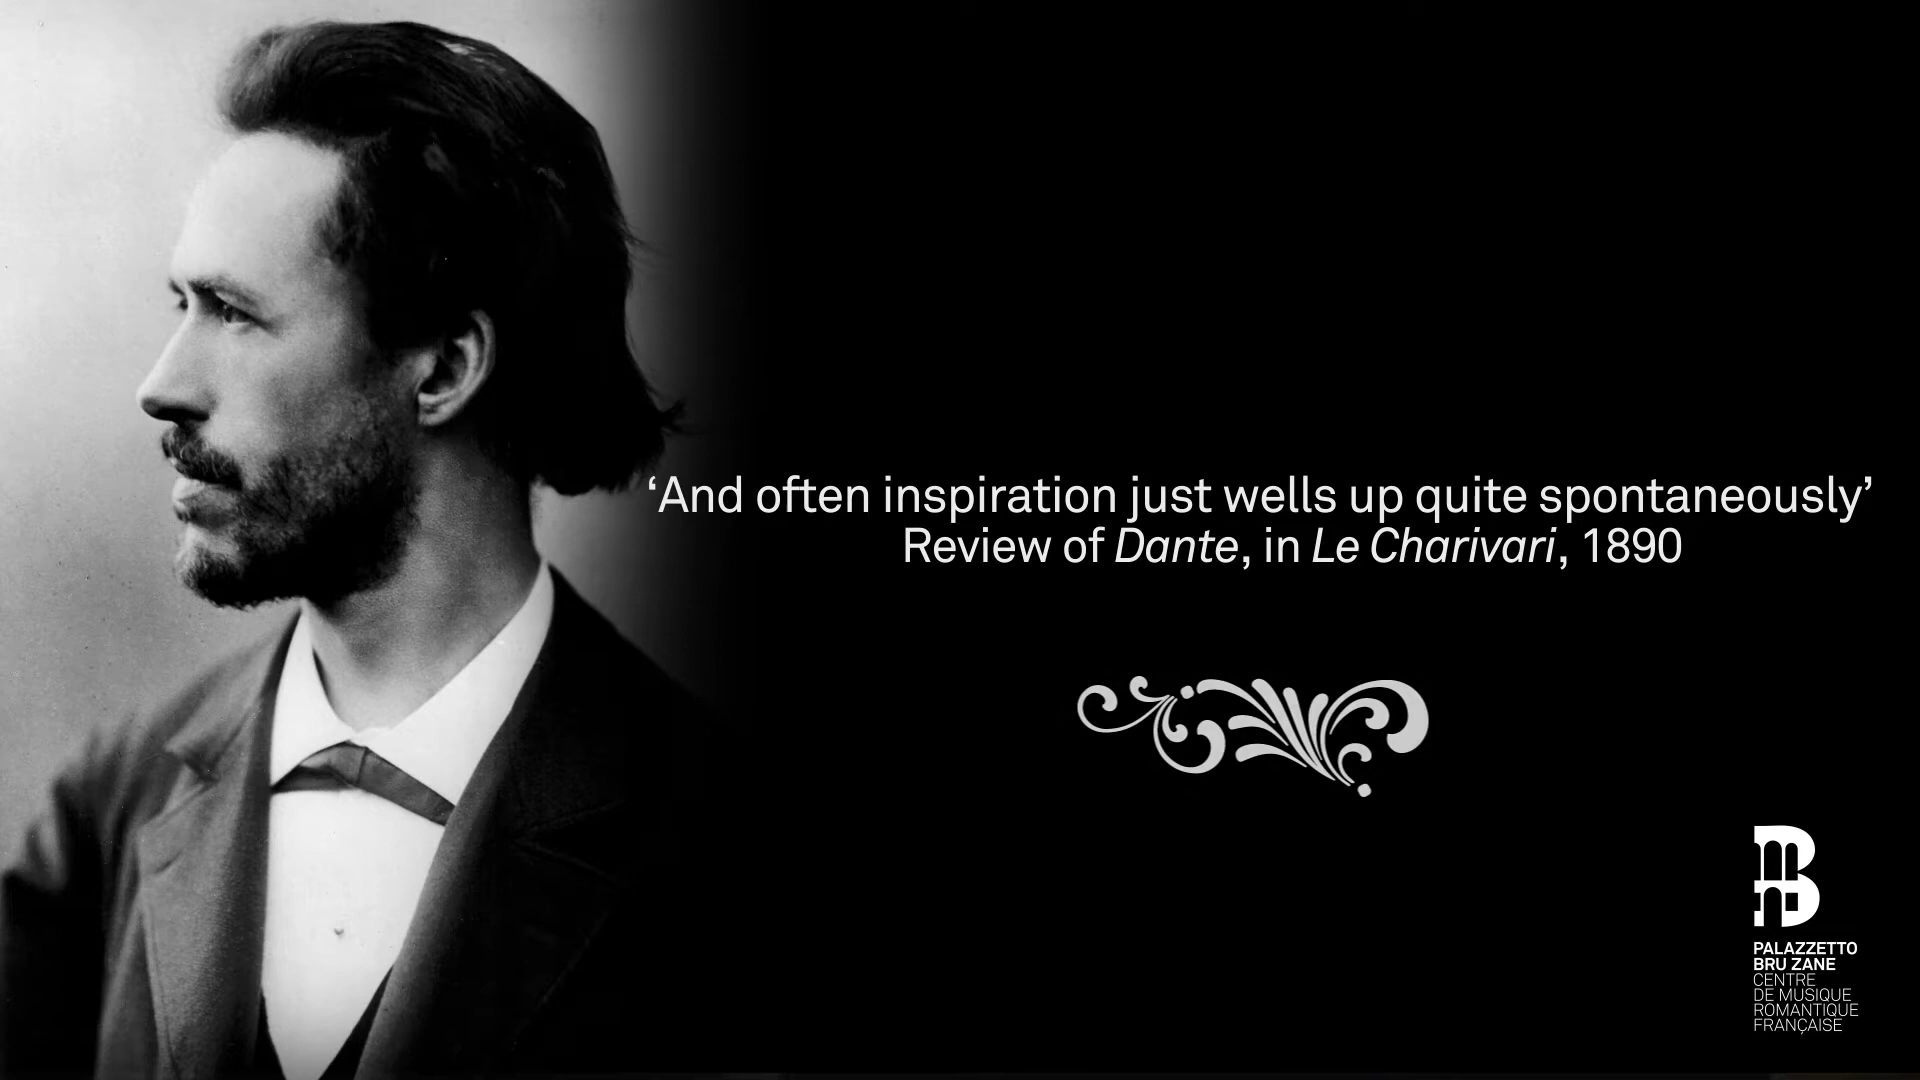 ‘And often inspiration just wells up quite spontaneously’
Review of Dante, in Le Charivari, 1890
PALAZZETTO
BRU ZANE
CENTRE
DE MUSIQUE
ROMANTIQUE
FRANÇAISE